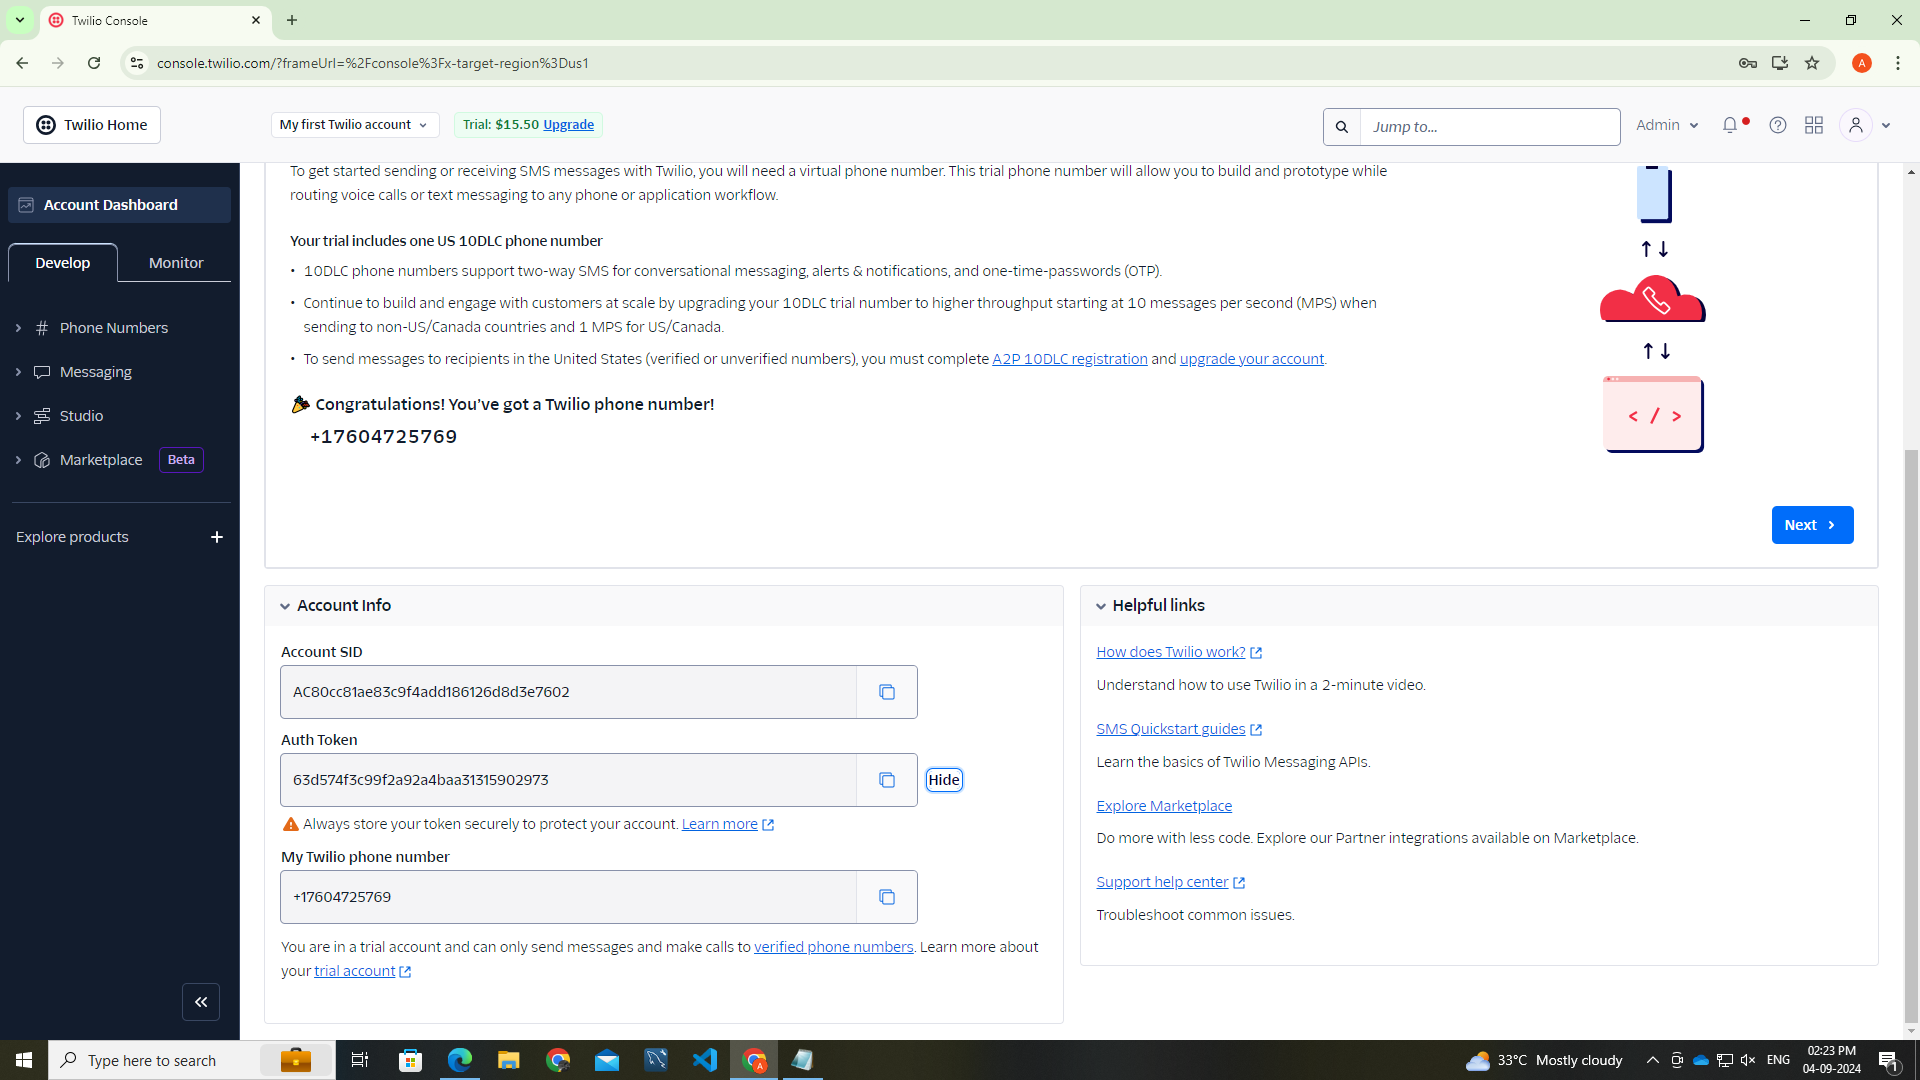 Twilio Console
console.twilio.com/?frameUrl=%2Fconsole%3Fx-target-region%3Dus1
A
Twilio Home
My first Twilio account
Trial: $15.50 Upgrade
Jump to...
Admin
Account Dashboard
Develop
Monitor
Phone Numbers
Messaging
Studio
Marketplace Beta
Explore products
To get started sending or receiving SMS messages with Twilio, you will need a virtual phone number. This trial phone number will allow you to build and prototype while
routing voice calls or text messaging to any phone or application workflow.
Your trial includes one US 10DLC phone number
• 10DLC phone numbers support two-way SMS for conversational messaging, alerts & notifications, and one-time-passwords (OTP).
• Continue to build and engage with customers at scale by upgrading your 10DLC trial number to higher throughput starting at 10 messages per second (MPS) when
sending to non-US/Canada countries and 1 MPS for US/Canada.
• To send messages to recipients in the United States (verified or unverified numbers), you must complete A2P 10DLC registration and upgrade your account.
Congratulations! You've got a Twilio phone number!
+17604725769
< / >
Next
Account Info
Account SID
AC80cc81ae83c9f4add186126d8d3e7602
Auth Token
63d574f3c99f2a92a4baa31315902973
Hide
Always store your token securely to protect your account. Learn more
My Twilio phone number
+17604725769
You are in a trial account and can only send messages and make calls to verified phone numbers. Learn more about
your trial account
Helpful links
How does Twilio work?
Understand how to use Twilio in a 2-minute video.
SMS Quickstart guides
Learn the basics of Twilio Messaging APIs.
Explore Marketplace
Do more with less code. Explore our Partner integrations available on Marketplace.
Support help center
Troubleshoot common issues.
Type here to search
A
33°C Mostly cloudy
ENG
02:23 PM
04-09-2024
1